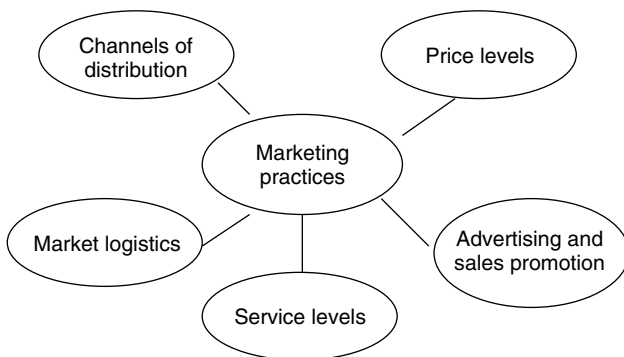 Channels of
distribution
Price levels
Marketing
practices
Market logistics
Advertising and
sales promotion
Service levels